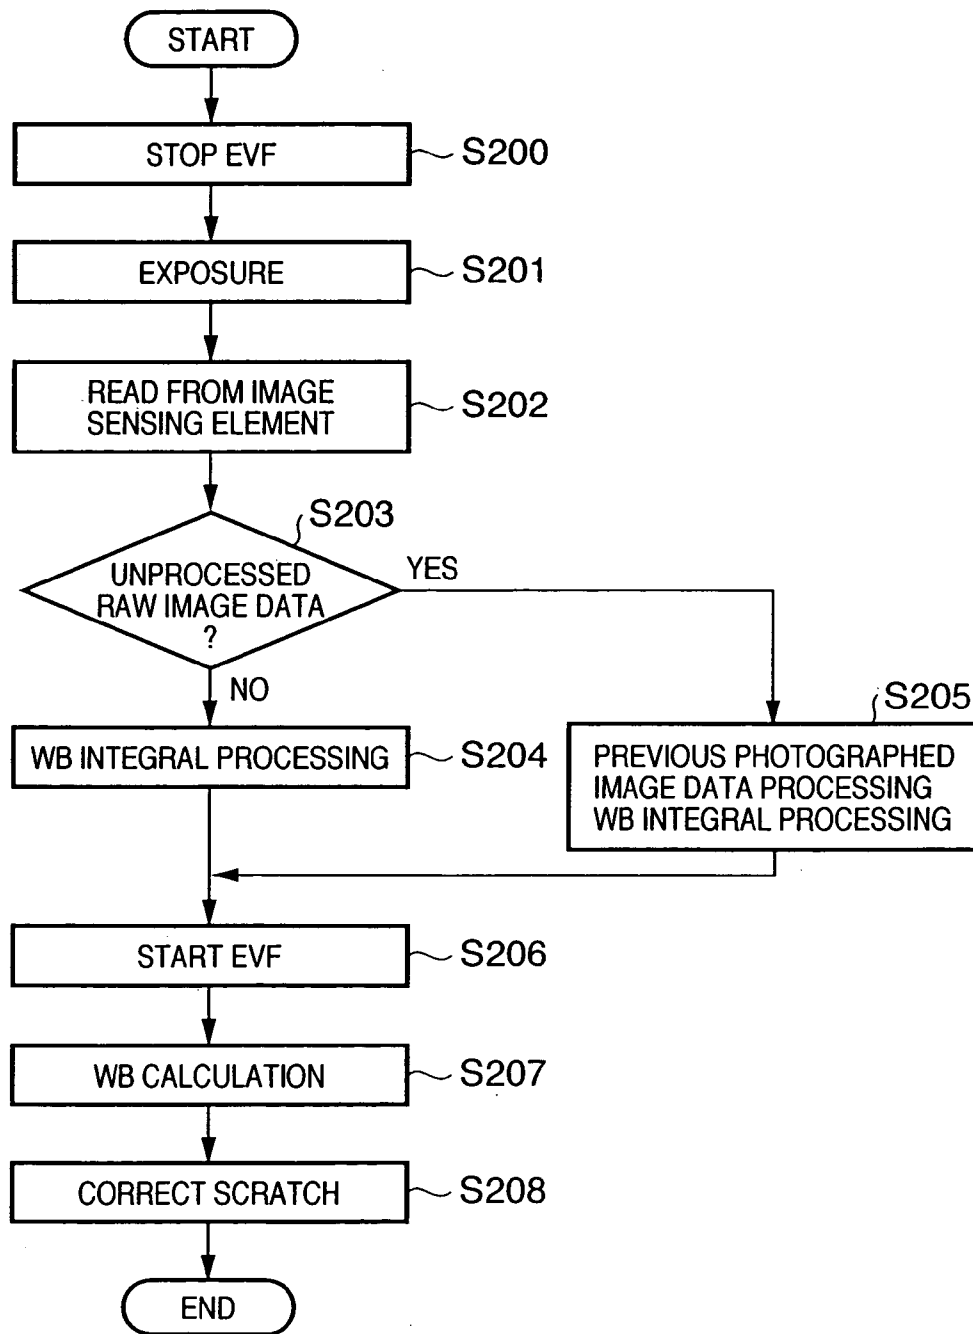 START
STOP EVF
S200
EXPOSURE
S201
READ FROM IMAGE
SENSING ELEMENT
S202
S203
UNPROCESSED
RAW IMAGE DATA
?
YES
NO
WB INTEGRAL PROCESSING
S204
S205
PREVIOUS PHOTOGRAPHED
IMAGE DATA PROCESSING
WB INTEGRAL PROCESSING
START EVF
S206
WB CALCULATION
S207
CORRECT SCRATCH
S208
END